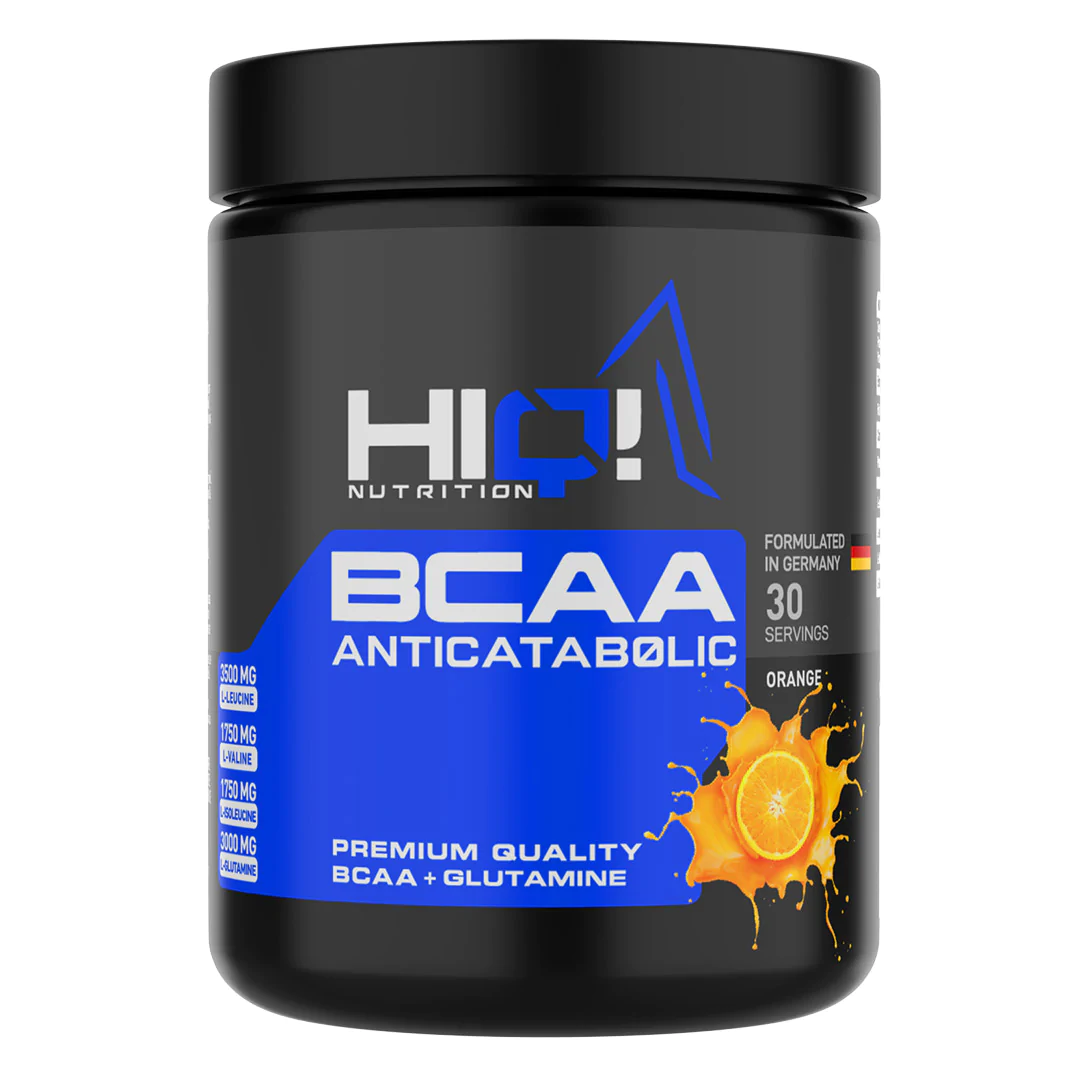 HIQ!
NUTRITION
BCAA
ANTICATABØLIC
FORMULATED
IN GERMANY
30
SERVINGS
ORANGE
3500 MG
L-LEUCINE
1750 MG
L-VALINE
1750 MG
L-ISOLEUCINE
3000 MG
L-GLUTAMINE
PREMIUM QUALITY
BCAA + GLUTAMINE